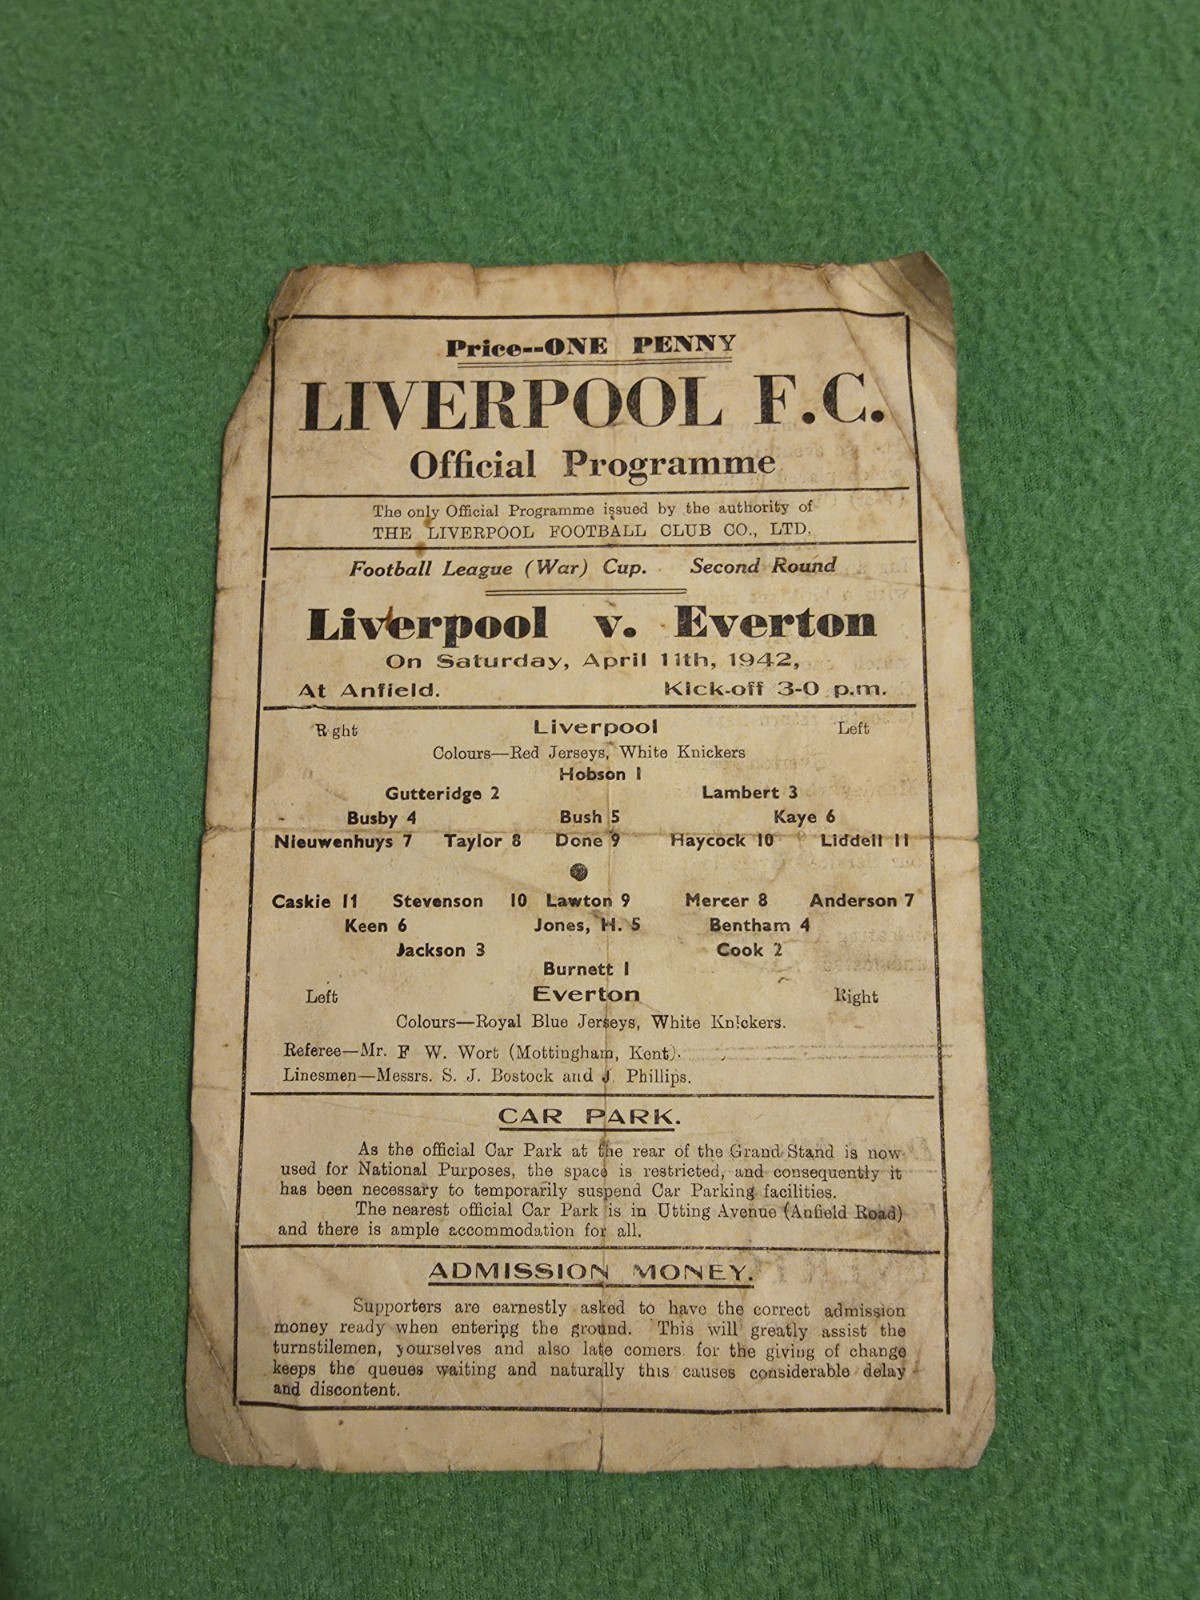 Price--ONE PENNY
LIVERPOOL F.C.
Official Programme
The only Official Programme issued by the authority of
THE LIVERPOOL FOOTBALL CLUB CO., LTD.
Football League (War) Cup. Second Round
Liverpool v. Everton
On Saturday, April 11th, 1942,
At Anfield. Kick-off 3-0 p.m.
Right Liverpool Left
Colours—Red Jerseys, White Knickers
Hobson 1
Gutteridge 2 Lambert 3
Busby 4 Bush 5 Kaye 6
Nieuwenhuys 7 Taylor 8 Done 9 Haycock 10 Liddell 11
Caskie 11 Stevenson 10 Lawton 9 Mercer 8 Anderson 7
Keen 6 Jones, H. 5 Bentham 4
Jackson 3 Cook 2
Burnett 1
Left Everton Right
Colours—Royal Blue Jerseys, White Knickers.
Referee—Mr. F W. Wort (Mottingham, Kent).
Linesmen—Messrs. S. J. Bostock and J Phillips.
CAR PARK.
As the official Car Park at the rear of the Grand Stand is now
used for National Purposes, the space is restricted, and consequently it
has been necessary to temporarily suspend Car Parking facilities.
The nearest official Car Park is in Utting Avenue (Anfield Road)
and there is ample accommodation for all.
ADMISSION MONEY.
Supporters are earnestly asked to have the correct admission
money ready when entering the ground. This will greatly assist the
turnstilemen, yourselves and also late comers for the giving of change
keeps the queues waiting and naturally this causes considerable delay
and discontent.